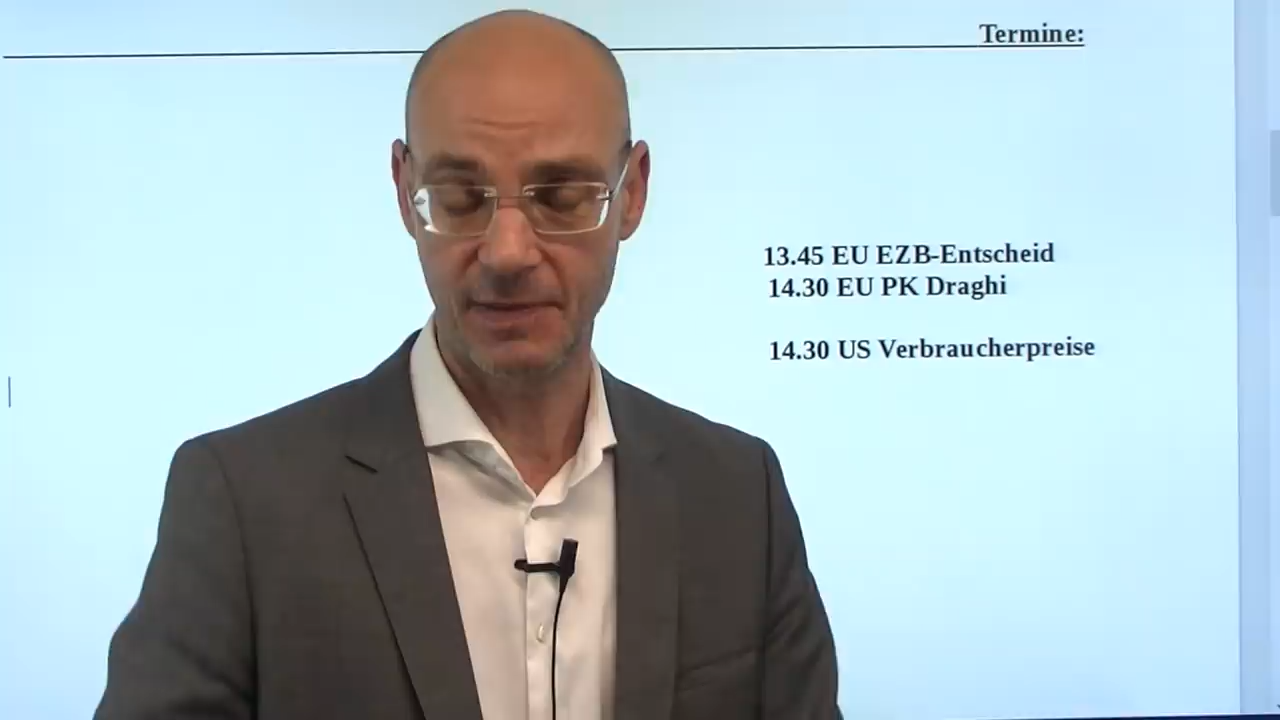 Termine:
13.45 EU EZB-Entscheid
14.30 EU PK Draghi
14.30 US Verbraucherpreise